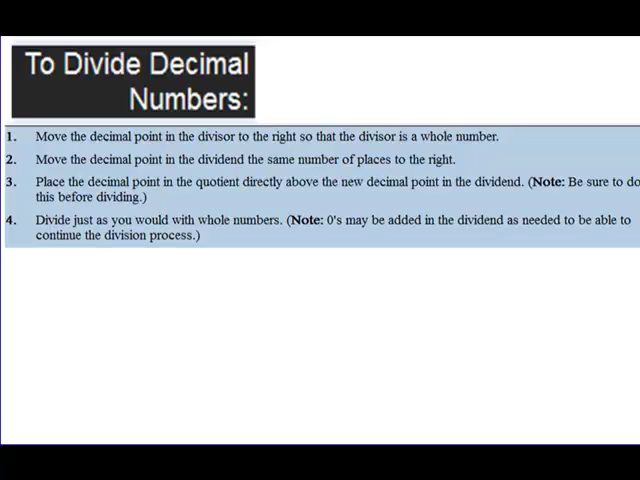 To Divide Decimal
Numbers:
1. Move the decimal point in the divisor to the right so that the divisor is a whole number.
2. Move the decimal point in the dividend the same number of places to the right.
3. Place the decimal point in the quotient directly above the new decimal point in the dividend. (Note: Be sure to do
this before dividing.)
4. Divide just as you would with whole numbers. (Note: 0's may be added in the dividend as needed to be able to
continue the division process.)